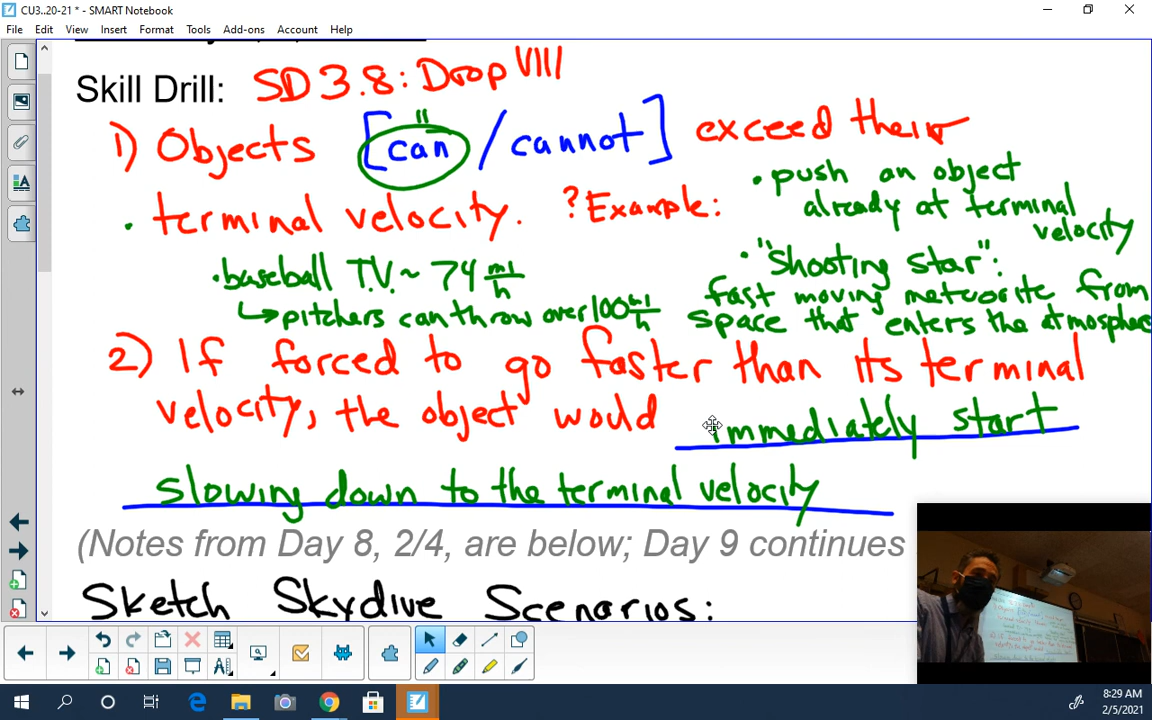 CU3..20-21 * - SMART Notebook
File Edit View Insert Format Tools Add-ons Account Help
Skill Drill: SD 3.8: Drop VIII
1) Objects [can / cannot] exceed their
terminal velocity. ? Example:
• push an object
already at terminal
velocity
• baseball T.V. ~ 74 mi/h
↳ pitchers can throw over 100 mi/h
• "shooting star":
fast moving meteorite from
space that enters the atmosphere
2) If forced to go faster than its terminal
velocity, the object would immediately start
slowing down to the terminal velocity
(Notes from Day 8, 2/4, are below; Day 9 continues
Sketch Skydive Scenarios:
8:29 AM
2/5/2021